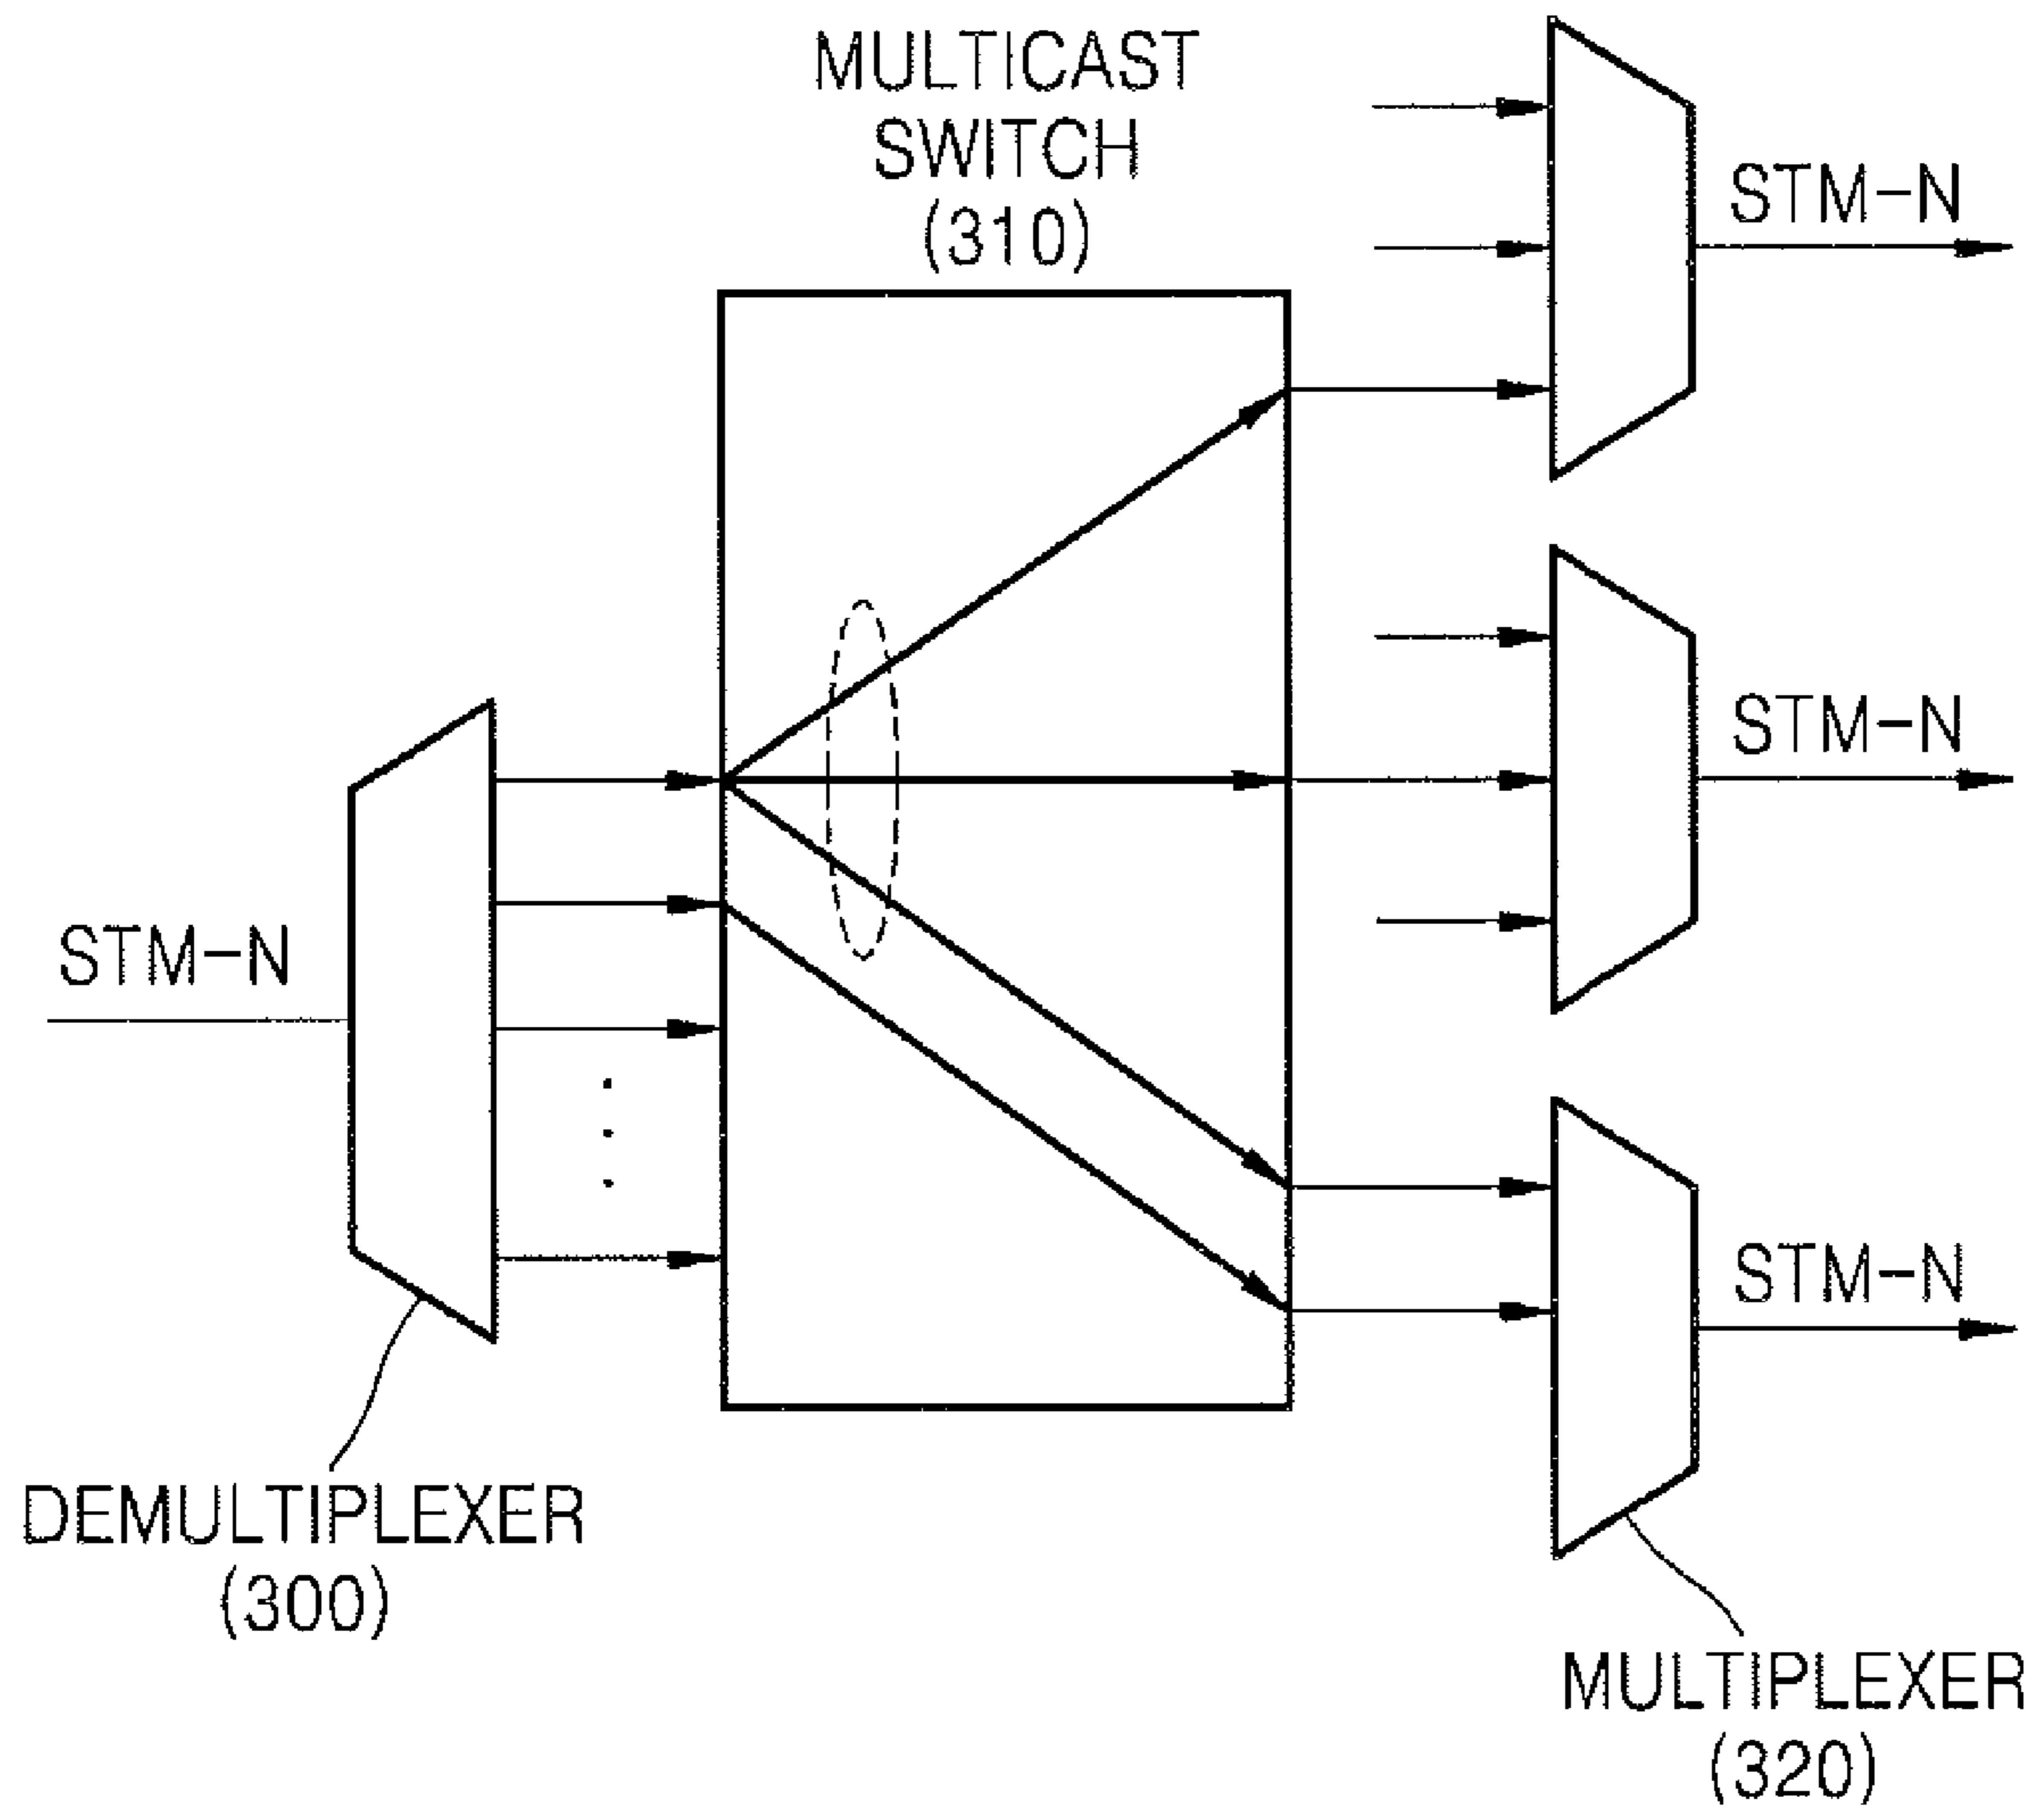 MULTICAST
SWITCH
(310)
STM-N
STM-N
STM-N
STM-N
DEMULTIPLEXER
(300)
MULTIPLEXER
(320)